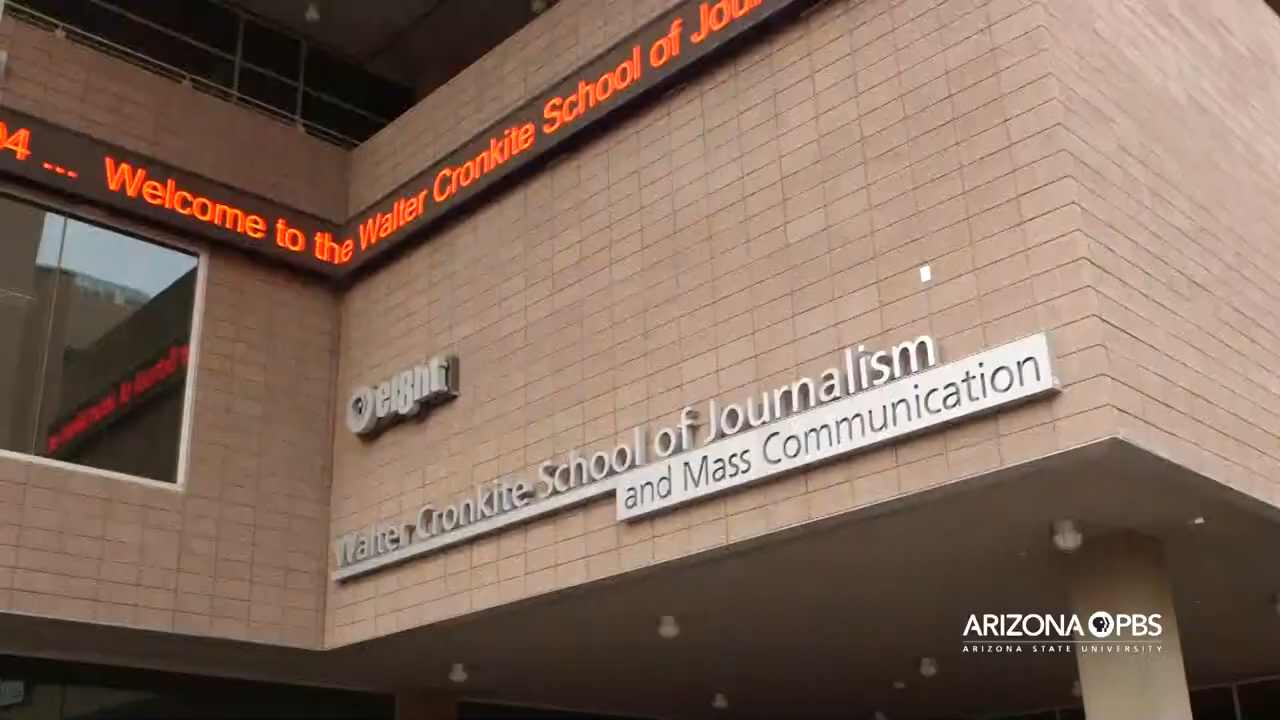 04 ... Welcome to the Walter Cronkite School of Jour
eight
Walter Cronkite School of Journalism
and Mass Communication
ARIZONA PBS
ARIZONA STATE UNIVERSITY